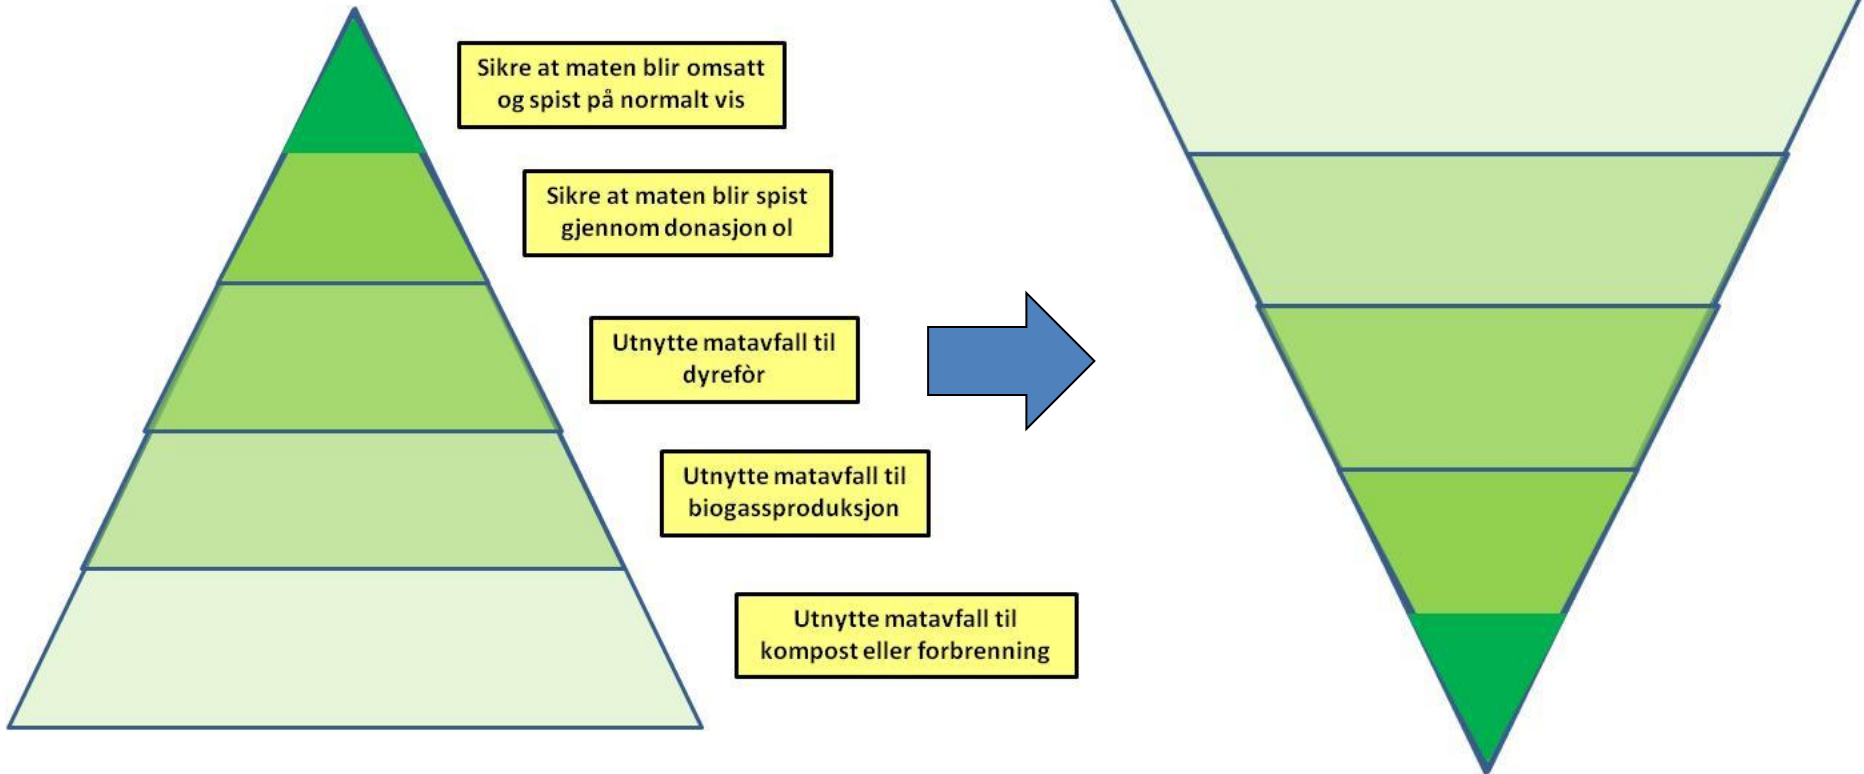 Sikre at maten blir omsatt
og spist på normalt vis
Sikre at maten blir spist
gjennom donasjon ol
Utnytte matavfall til
dyrefòr
Utnytte matavfall til
biogassproduksjon
Utnytte matavfall til
kompost eller forbrenning